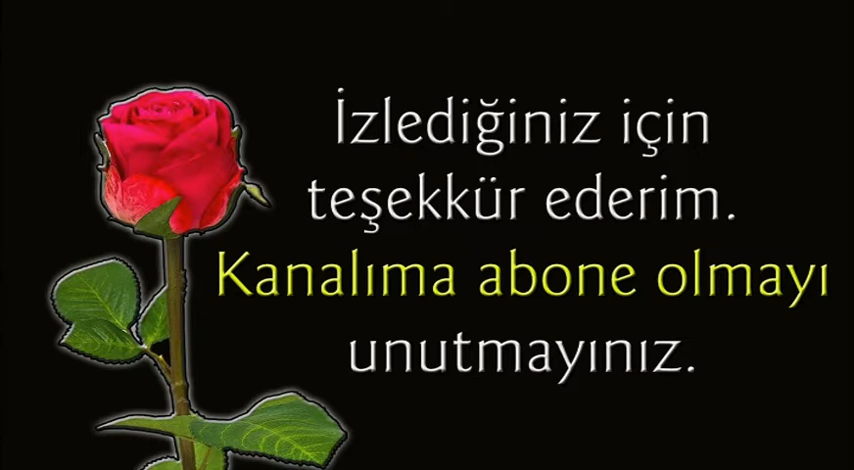 İzlediğiniz için
teşekkür ederim.
Kanalıma abone olmayı
unutmayınız.